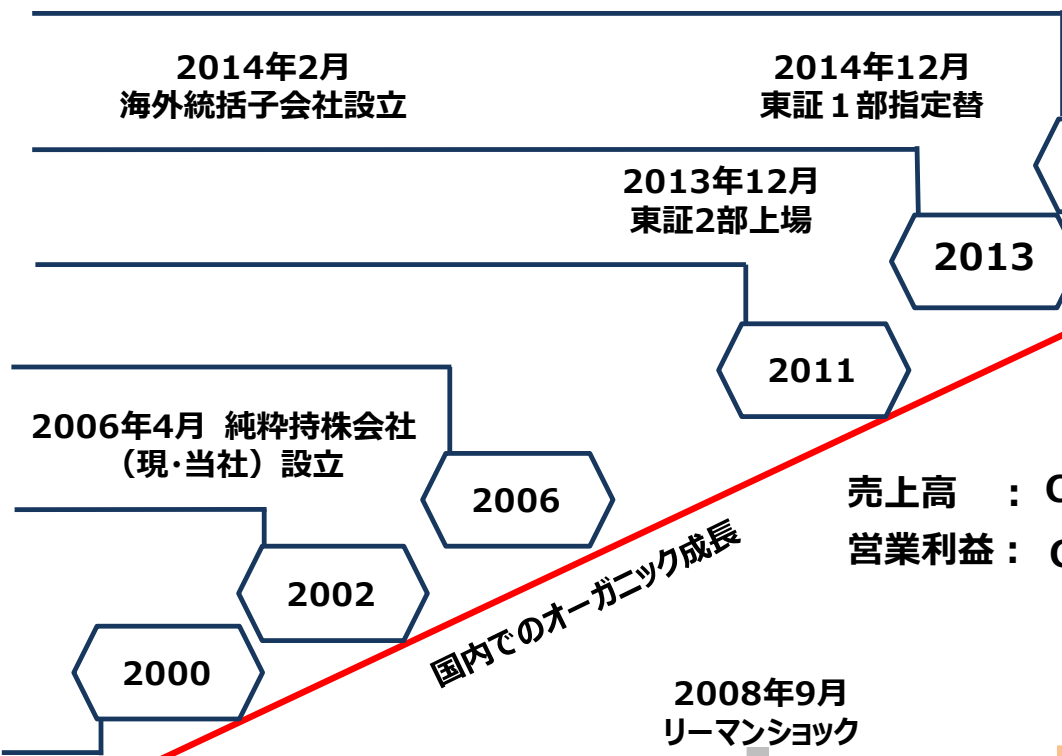 2014年2月
海外統括子会社設立
2014年12月
東証１部指定替
2013年12月
東証2部上場
2013
2011
2006年4月 純粋持株会社
（現･当社）設立
2006
売上高 ：
営業利益：
2002
国内でのオーガニック成長
2000
2008年9月
リーマンショック